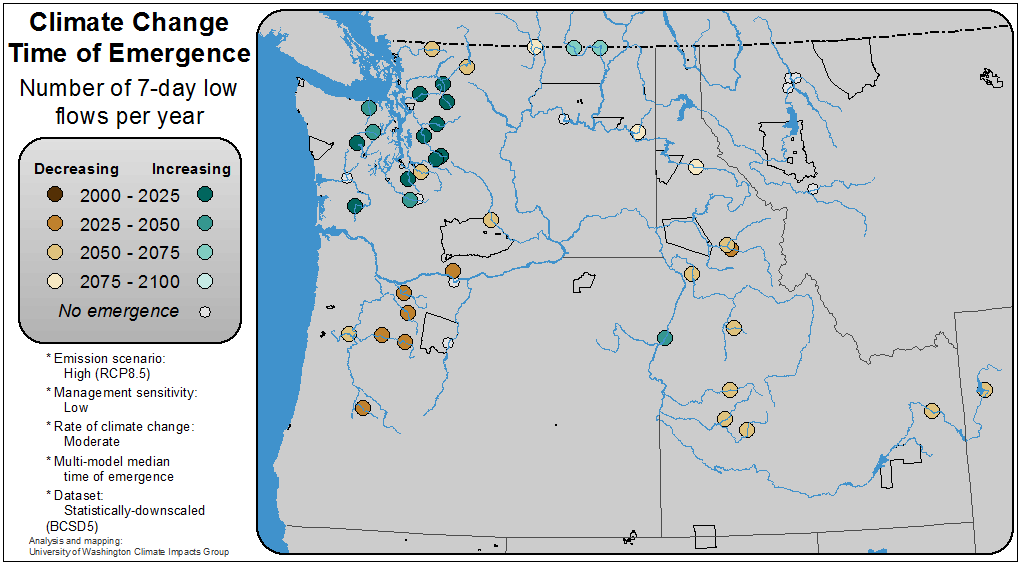 Climate Change
Time of Emergence
Number of 7-day low
flows per year
Decreasing Increasing
2000 - 2025
2025 - 2050
2050 - 2075
2075 - 2100
No emergence
* Emission scenario:
High (RCP8.5)
* Management sensitivity:
Low
* Rate of climate change:
Moderate
* Multi-model median
time of emergence
* Dataset:
Statistically-downscaled
(BCSD5)
Analysis and mapping:
University of Washington Climate Impacts Group